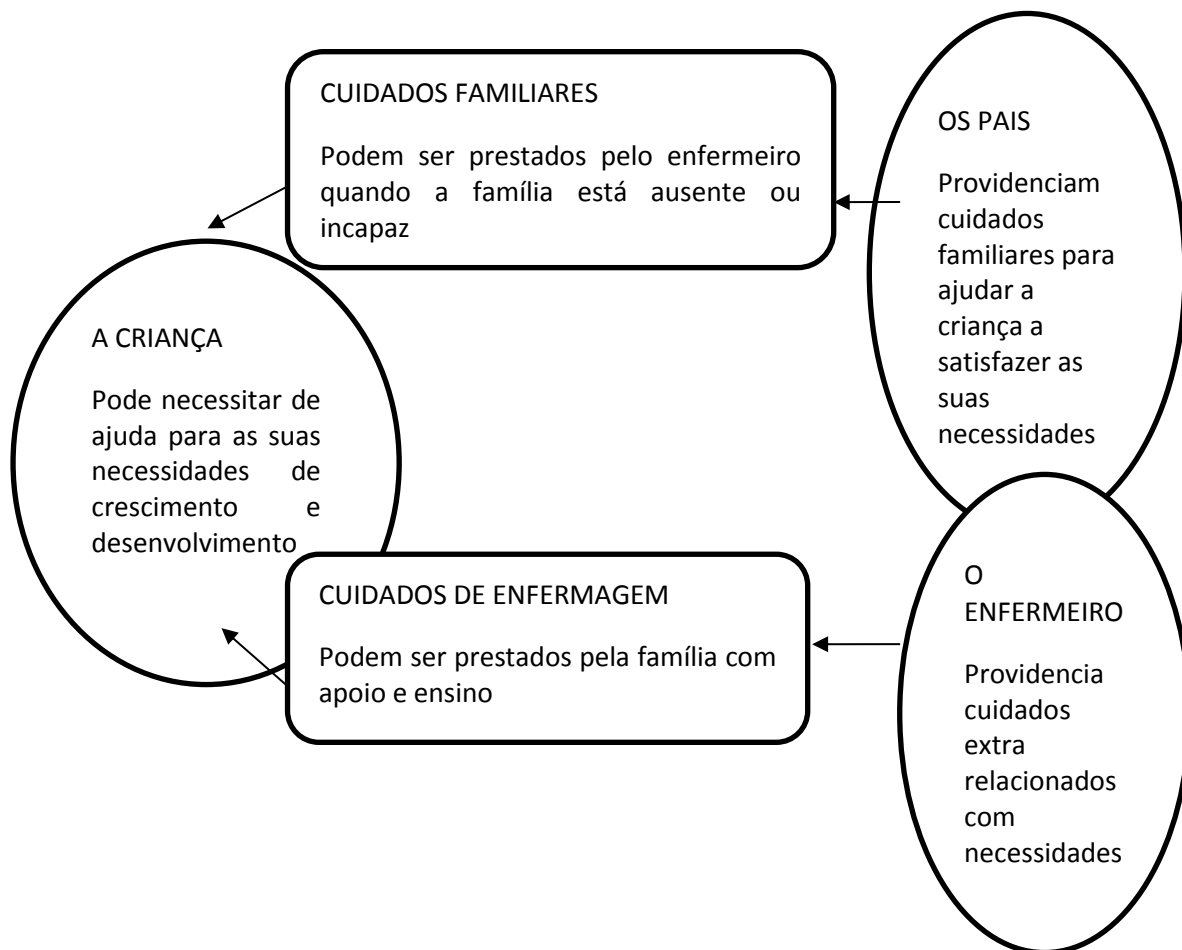 CUIDADOS FAMILIARES
Podem ser prestados pelo enfermeiro
quando a família está ausente ou
incapaz
OS PAIS
Providenciam
cuidados
familiares para
ajudar a
criança a
satisfazer as
suas
necessidades
A CRIANÇA
Pode necessitar de
ajuda para as suas
necessidades de
crescimento e
desenvolvimento
CUIDADOS DE ENFERMAGEM
Podem ser prestados pela família com
apoio e ensino
O
ENFERMEIRO
Providencia
cuidados
extra
relacionados
com
necessidades